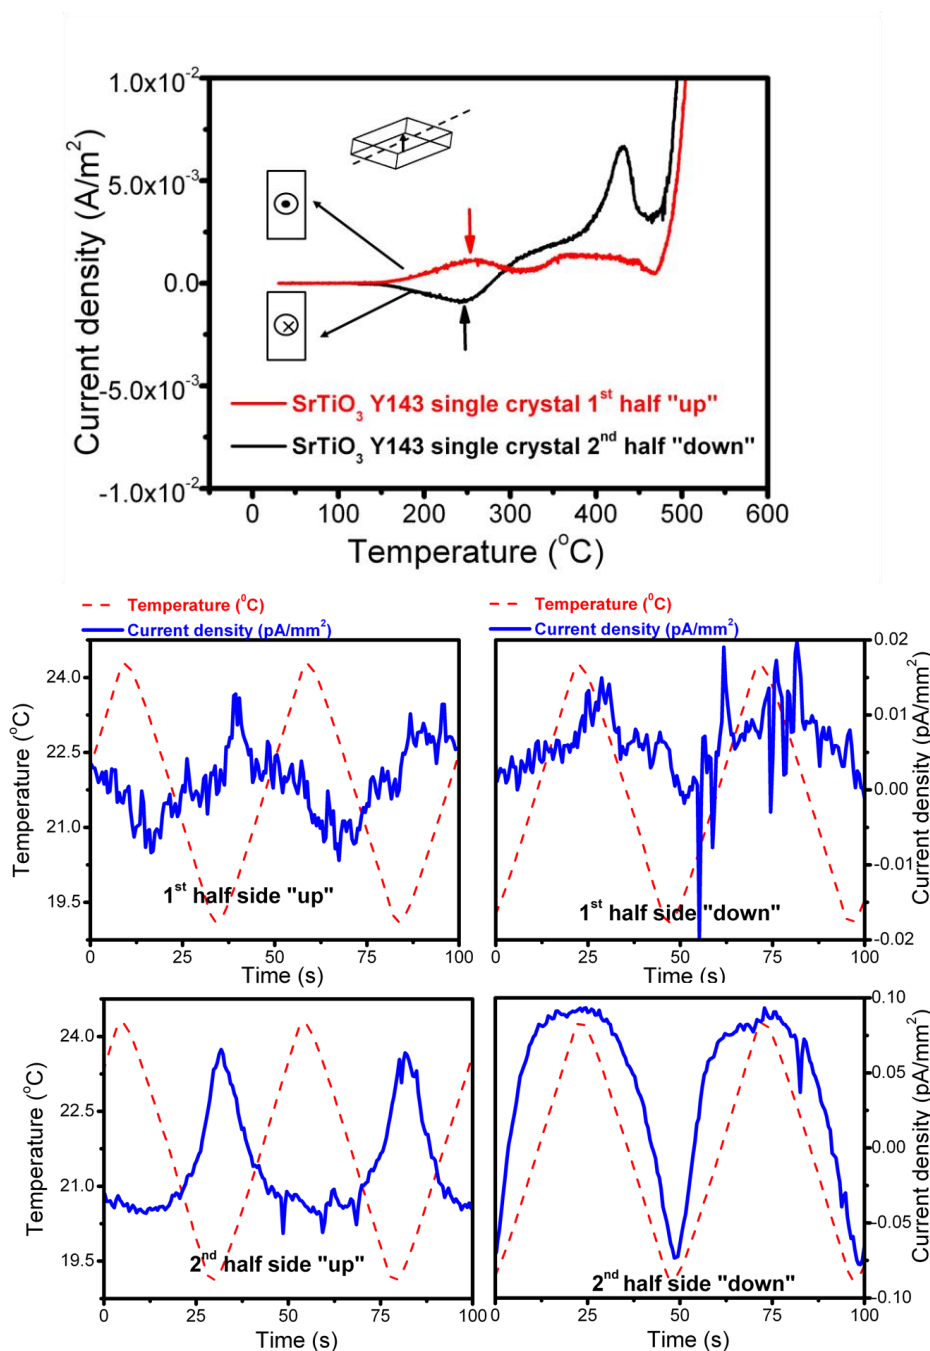 1.0x10⁻²
5.0x10⁻³
0.0
-5.0x10⁻³
-1.0x10⁻²
Current density (A/m²)
SrTiO₃ Y143 single crystal 1ˢᵗ half "up"
SrTiO₃ Y143 single crystal 2ⁿᵈ half "down"
0 100 200 300 400 500 600
Temperature (°C)
Temperature (⁰C)
Current density (pA/mm²)
Temperature (⁰C)
Current density (pA/mm²)
24.0
22.5
21.0
19.5
Temperature (°C)
1ˢᵗ half side "up"
0 25 50 75 100
Time (s)
0.02
0.01
0.00
-0.01
-0.02
Current density (pA/mm²)
1ˢᵗ half side "down"
0 25 50 75 100
Time (s)
24.0
22.5
21.0
19.5
Temperature (°C)
2ⁿᵈ half side "up"
0 25 50 75 100
Time (s)
0.10
0.05
0.00
-0.05
-0.10
Current density (pA/mm²)
2ⁿᵈ half side "down"
0 25 50 75 100
Time (s)